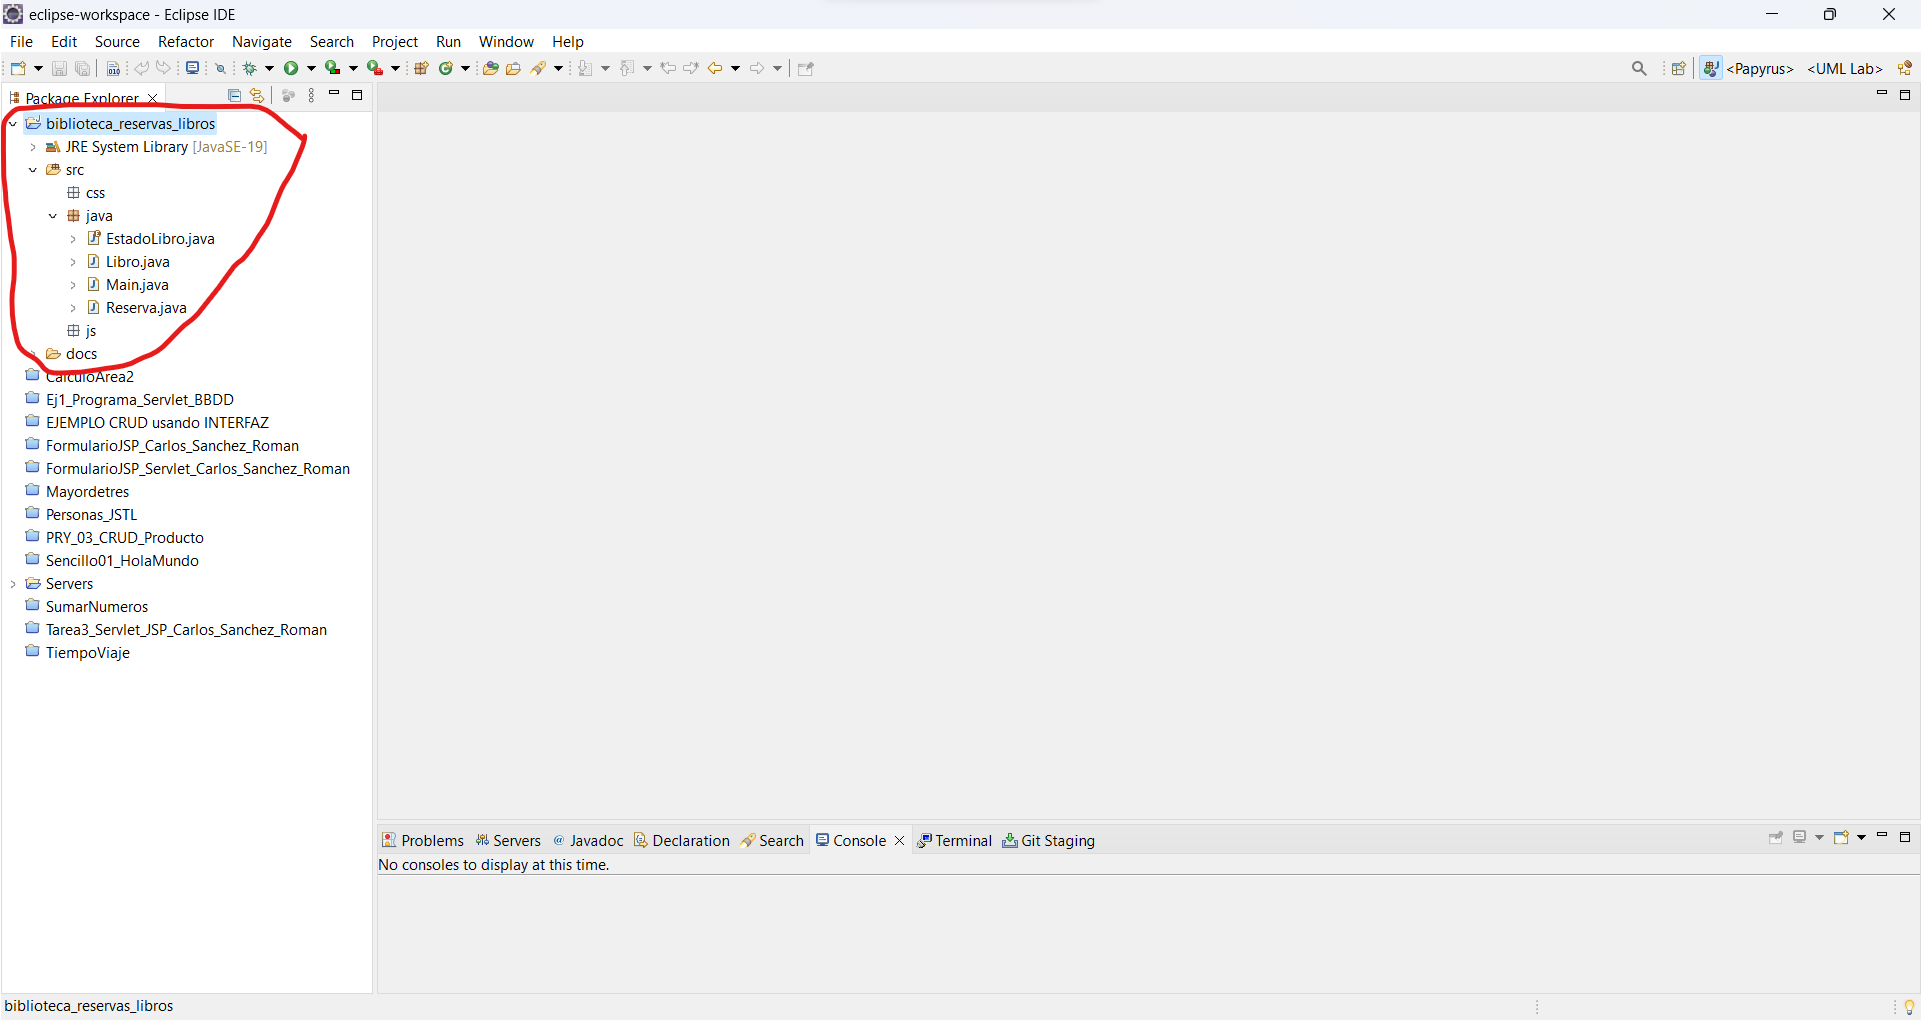 eclipse-workspace - Eclipse IDE
File Edit Source Refactor Navigate Search Project Run Window Help
<Papyrus> <UML Lab>
Package Explorer
biblioteca_reservas_libros
JRE System Library [JavaSE-19]
src
css
java
EstadoLibro.java
Libro.java
Main.java
Reserva.java
js
docs
CalculoArea2
Ej1_Programa_Servlet_BBDD
EJEMPLO CRUD usando INTERFAZ
FormularioJSP_Carlos_Sanchez_Roman
FormularioJSP_Servlet_Carlos_Sanchez_Roman
Mayordetres
Personas_JSTL
PRY_03_CRUD_Producto
Sencillo01_HolaMundo
Servers
SumarNumeros
Tarea3_Servlet_JSP_Carlos_Sanchez_Roman
TiempoViaje
Problems Servers @ Javadoc Declaration Search Console Terminal Git Staging
No consoles to display at this time.
biblioteca_reservas_libros